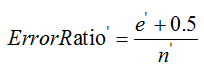 ErrorRatio' = (e' + 0.5) / n'